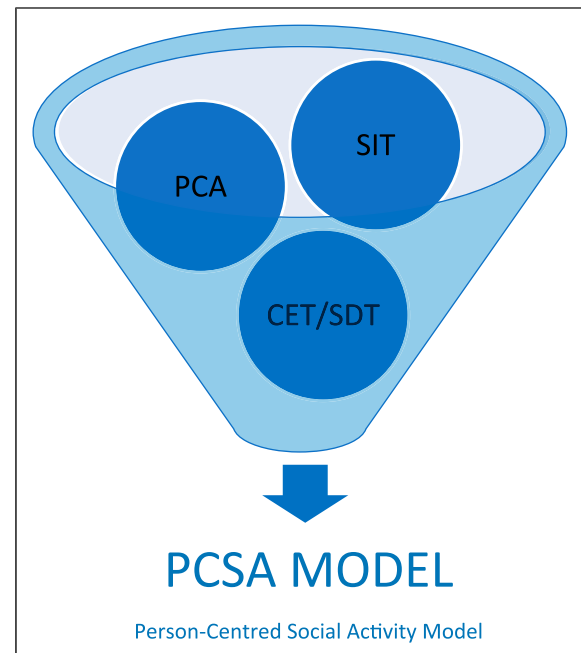 SIT
PCA
CET/SDT
PCSA MODEL
Person-Centred Social Activity Model